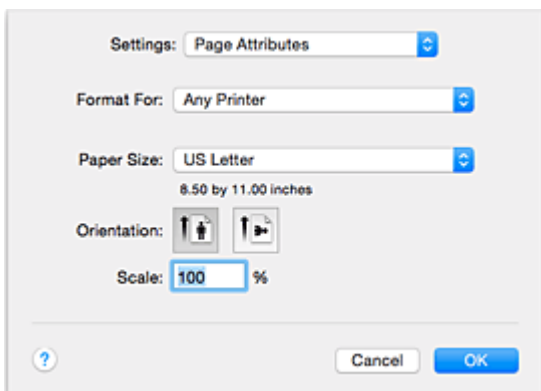 Settings: Page Attributes
Format For: Any Printer
Paper Size: US Letter
8.50 by 11.00 inches
Orientation:
Scale: 100 %
? Cancel OK